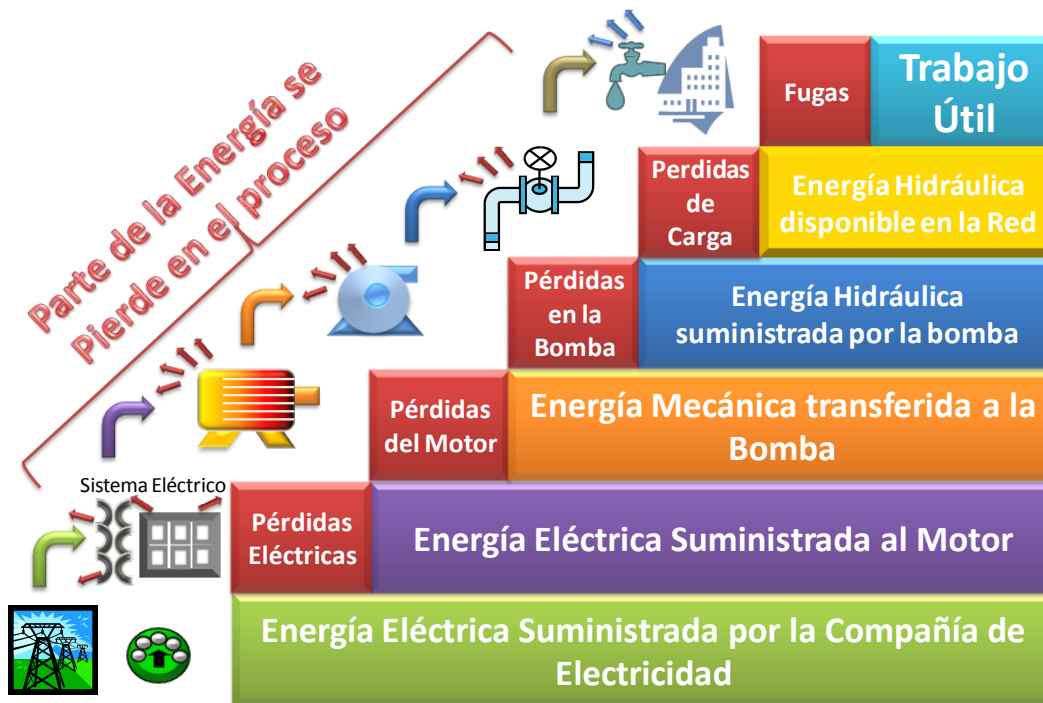 Parte de la Energía se
Pierde en el proceso
Fugas
Trabajo
Útil
Perdidas
de
Carga
Energía Hidráulica
disponible en la Red
Pérdidas
en la
Bomba
Energía Hidráulica
suministrada por la bomba
Pérdidas
del Motor
Energía Mecánica transferida a la
Bomba
Sistema Eléctrico
Pérdidas
Eléctricas
Energía Eléctrica Suministrada al Motor
Energía Eléctrica Suministrada por la Compañía de
Electricidad